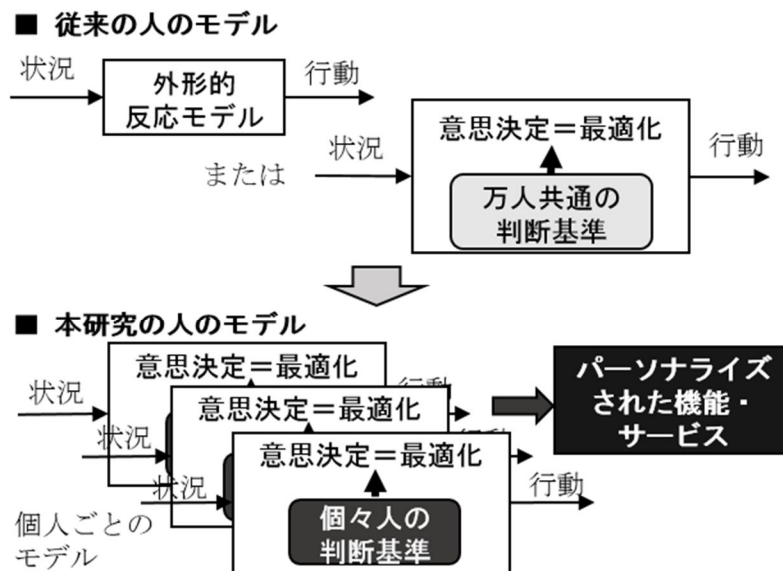 ■ 従来の人のモデル
状況
外形的
反応モデル
行動
または
状況
意思決定＝最適化
万人共通の
判断基準
行動
■ 本研究の人のモデル
状況
意思決定＝最適化
行動
状況
意思決定＝最適化
行動
状況
意思決定＝最適化
個々人の
判断基準
行動
個人ごとの
モデル
パーソナライズ
された機能・
サービス